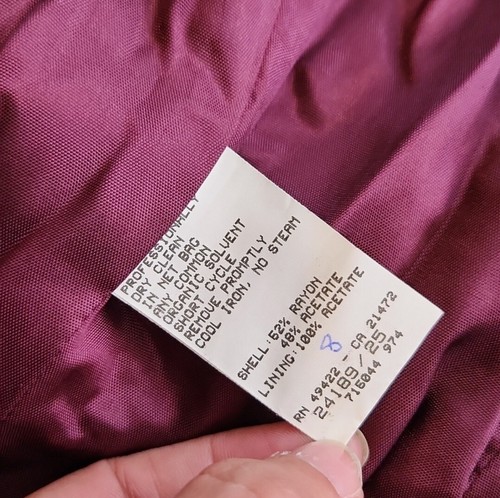 PROFESSIONALLY
DRY CLEAN
IN NET BAG
ANY COMMON
ORGANIC SOLVENT
SHORT CYCLE
REMOVE PROMPTLY
COOL IRON, NO STEAM
SHELL:52% RAYON
48% ACETATE
LINING:100% ACETATE
8
RN 49422 - CA 21472
24189/25
715044 974